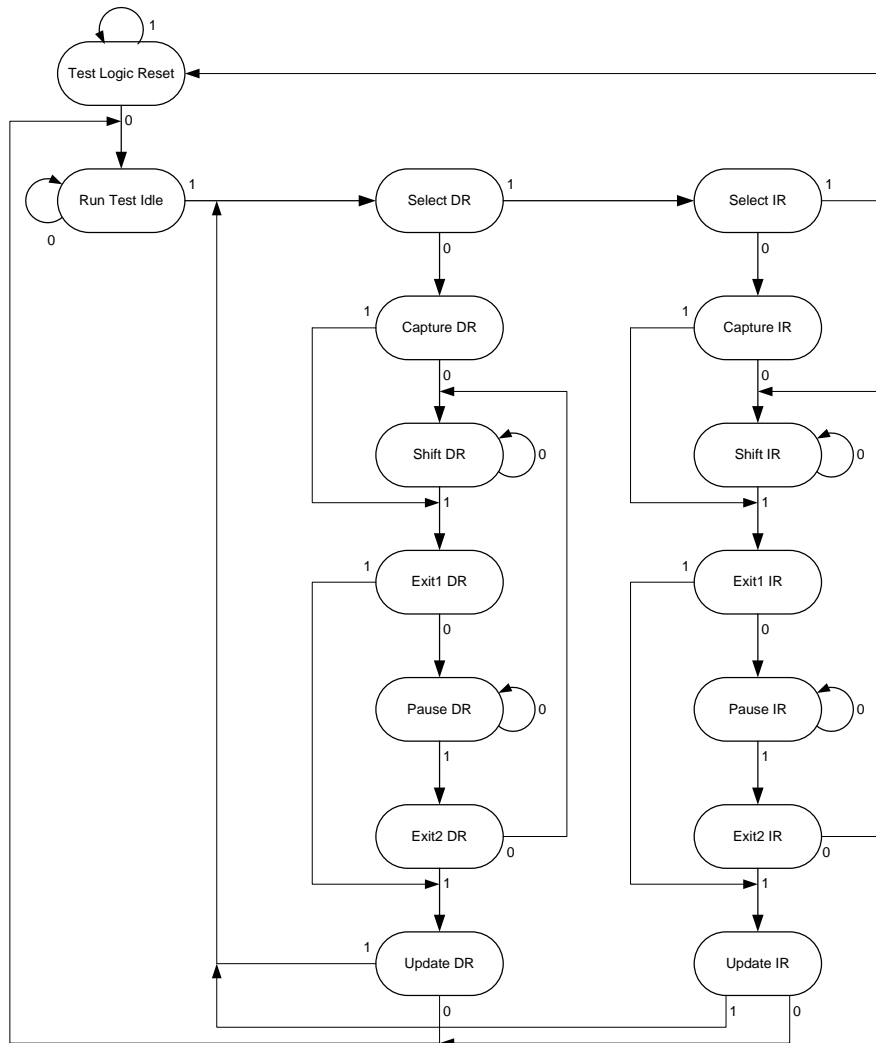 1
Test Logic Reset
0
Run Test Idle
1
0
Select DR
1
0
Select IR
1
0
1
Capture DR
0
1
Capture IR
0
Shift DR
0
1
Shift IR
0
1
1
Exit1 DR
0
1
Exit1 IR
0
Pause DR
0
1
Pause IR
0
1
Exit2 DR
0
1
Exit2 IR
0
1
1
Update DR
0
Update IR
1
0